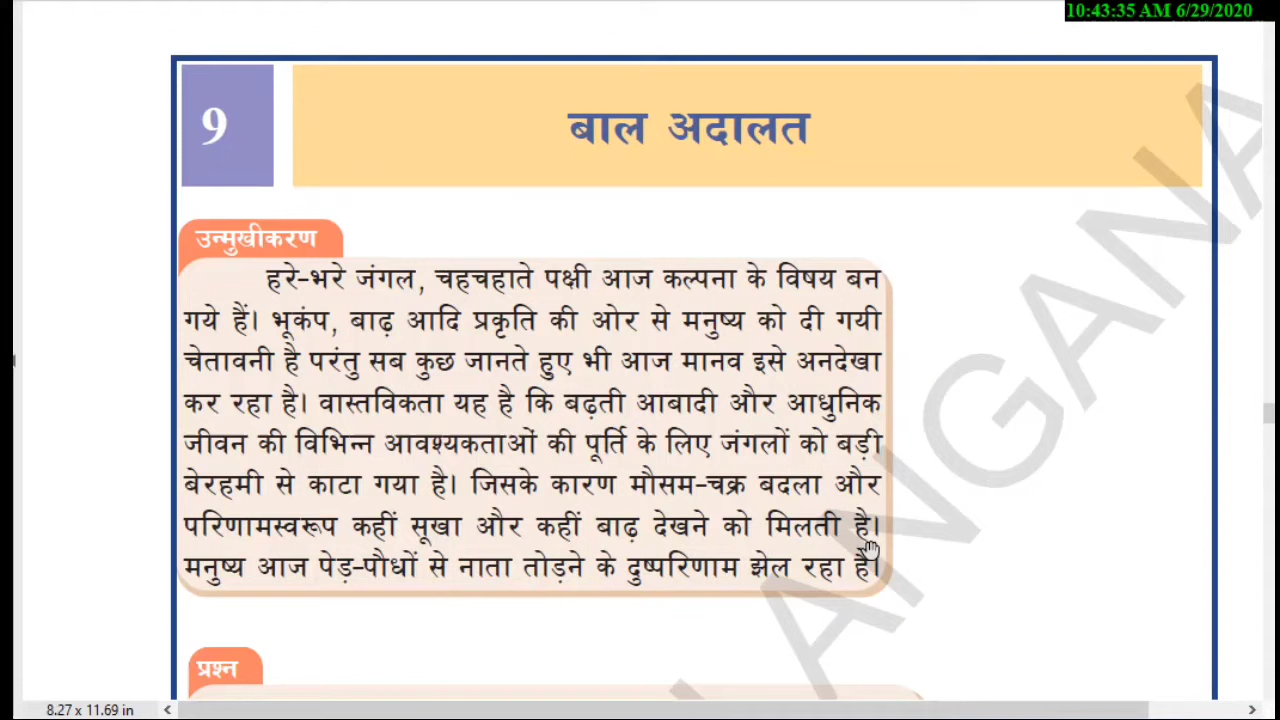 10:43:35 AM 6/29/2020
9
बाल अदालत
उन्मुखीकरण
हरे-भरे जंगल, चहचहाते पक्षी आज कल्पना के विषय बन
गये हैं। भूकंप, बाढ़ आदि प्रकृति की ओर से मनुष्य को दी गयी
चेतावनी है परंतु सब कुछ जानते हुए भी आज मानव इसे अनदेखा
कर रहा है। वास्तविकता यह है कि बढ़ती आबादी और आधुनिक
जीवन की विभिन्न आवश्यकताओं की पूर्ति के लिए जंगलों को बड़ी
बेरहमी से काटा गया है। जिसके कारण मौसम-चक्र बदला और
परिणामस्वरूप कहीं सूखा और कहीं बाढ़ देखने को मिलती है।
मनुष्य आज पेड़-पौधों से नाता तोड़ने के दुष्परिणाम झेल रहा है।
प्रश्न
LANGANA
8.27 x 11.69 in